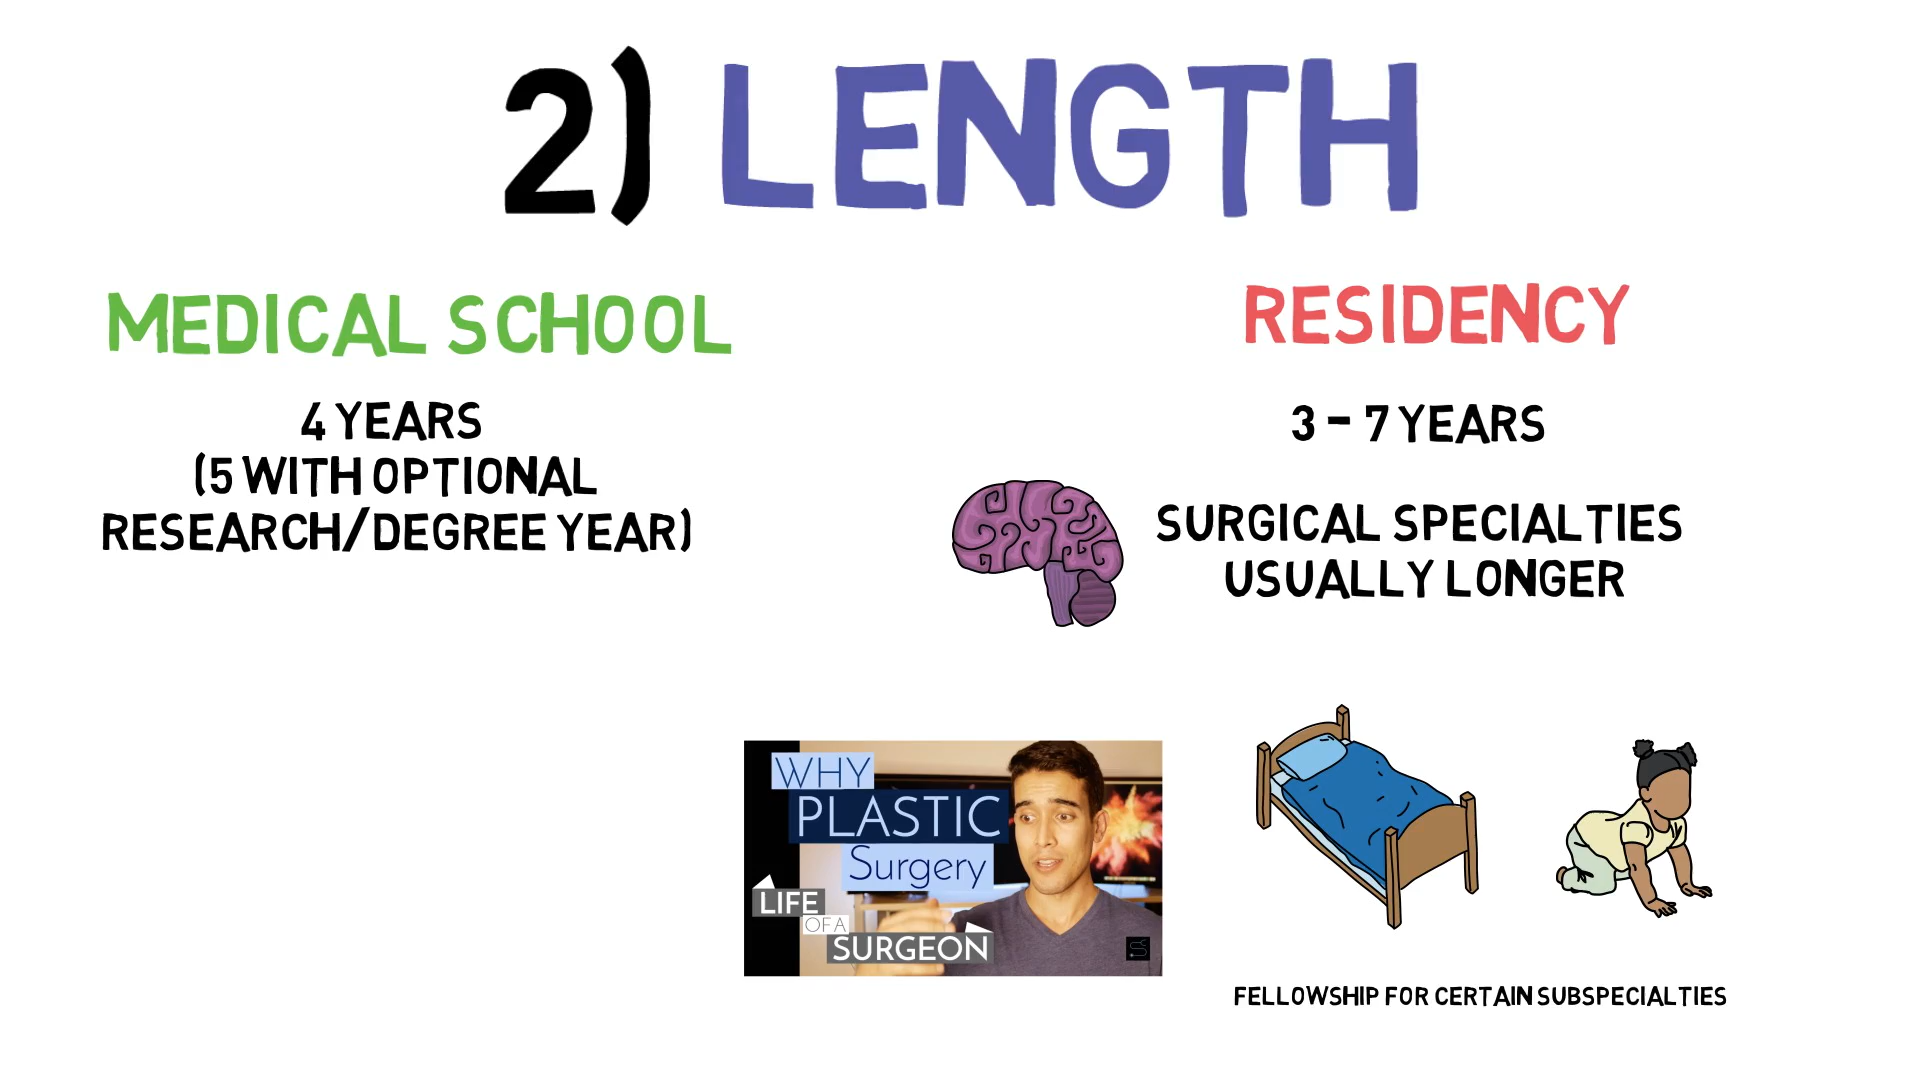 2) LENGTH
MEDICAL SCHOOL
4 YEARS
(5 WITH OPTIONAL
RESEARCH/DEGREE YEAR)
RESIDENCY
3 - 7 YEARS
SURGICAL SPECIALTIES
USUALLY LONGER
WHY
PLASTIC
Surgery
LIFE
OF A
SURGEON
FELLOWSHIP FOR CERTAIN SUBSPECIALTIES